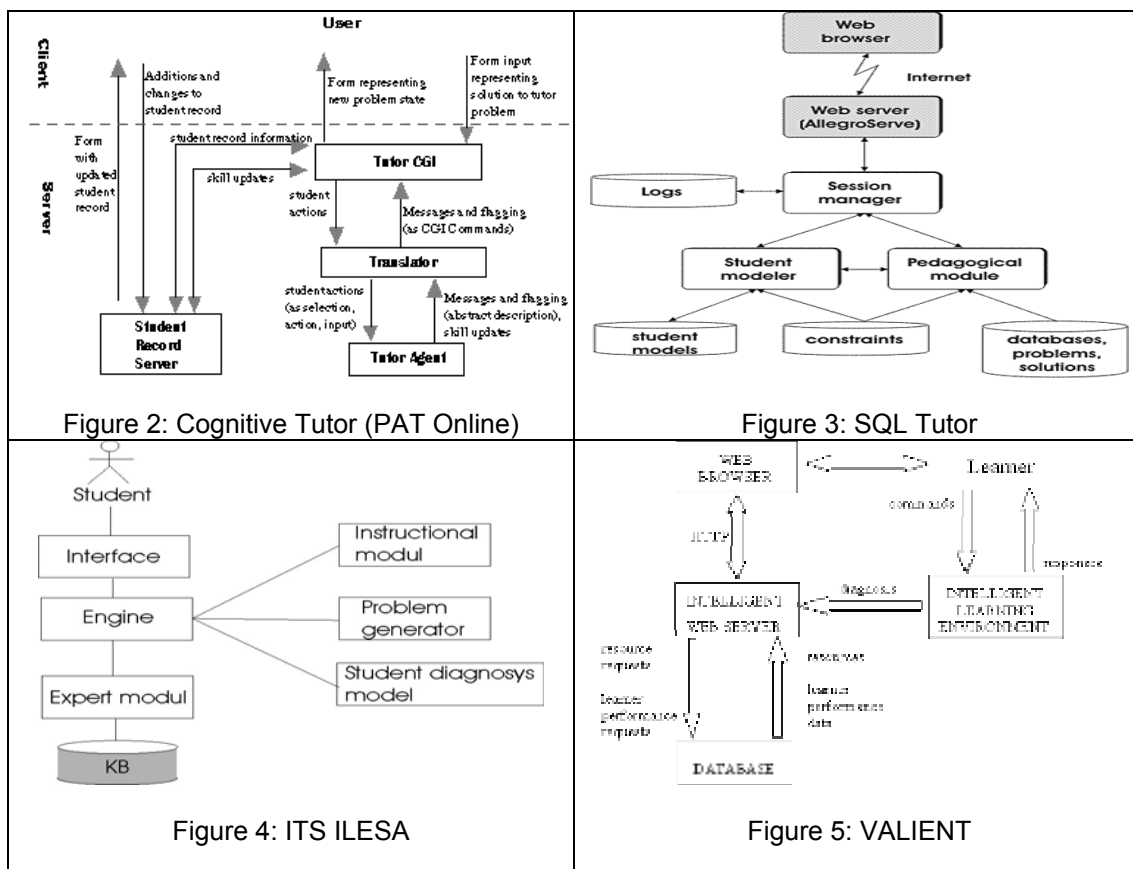 User
Client
Additions and
changes to
student record
Form representing
new problem state
Form input
representing
solution to tutor
problem
Form
with
updated
student
record
student record information
skill updates
Server
Tutor CGI
student
actions
Messages and flagging
(as CGI Commands)
Translator
student actions
(as selection,
action, input)
Messages and flagging
(abstract description),
skill updates
Student
Record
Server
Tutor Agent
Figure 2: Cognitive Tutor (PAT Online)
Web
browser
Internet
Web server
(AllegroServe)
Logs
Session
manager
Student
modeler
Pedagogical
module
student
models
constraints
databases,
problems,
solutions
Figure 3: SQL Tutor
Student
Interface
Engine
Expert modul
KB
Instructional
modul
Problem
generator
Student diagnosys
model
Figure 4: ITS ILESA
WEB
BROWSER
Learner
commands
HTTP
responses
diagnosis
INTELLIGENT
WEB SERVER
INTELLIGENT
LEARNING
ENVIRONMENT
resource
requests
learner
performance
requests
resources
learner
performance
data
DATABASE
Figure 5: VALIENT